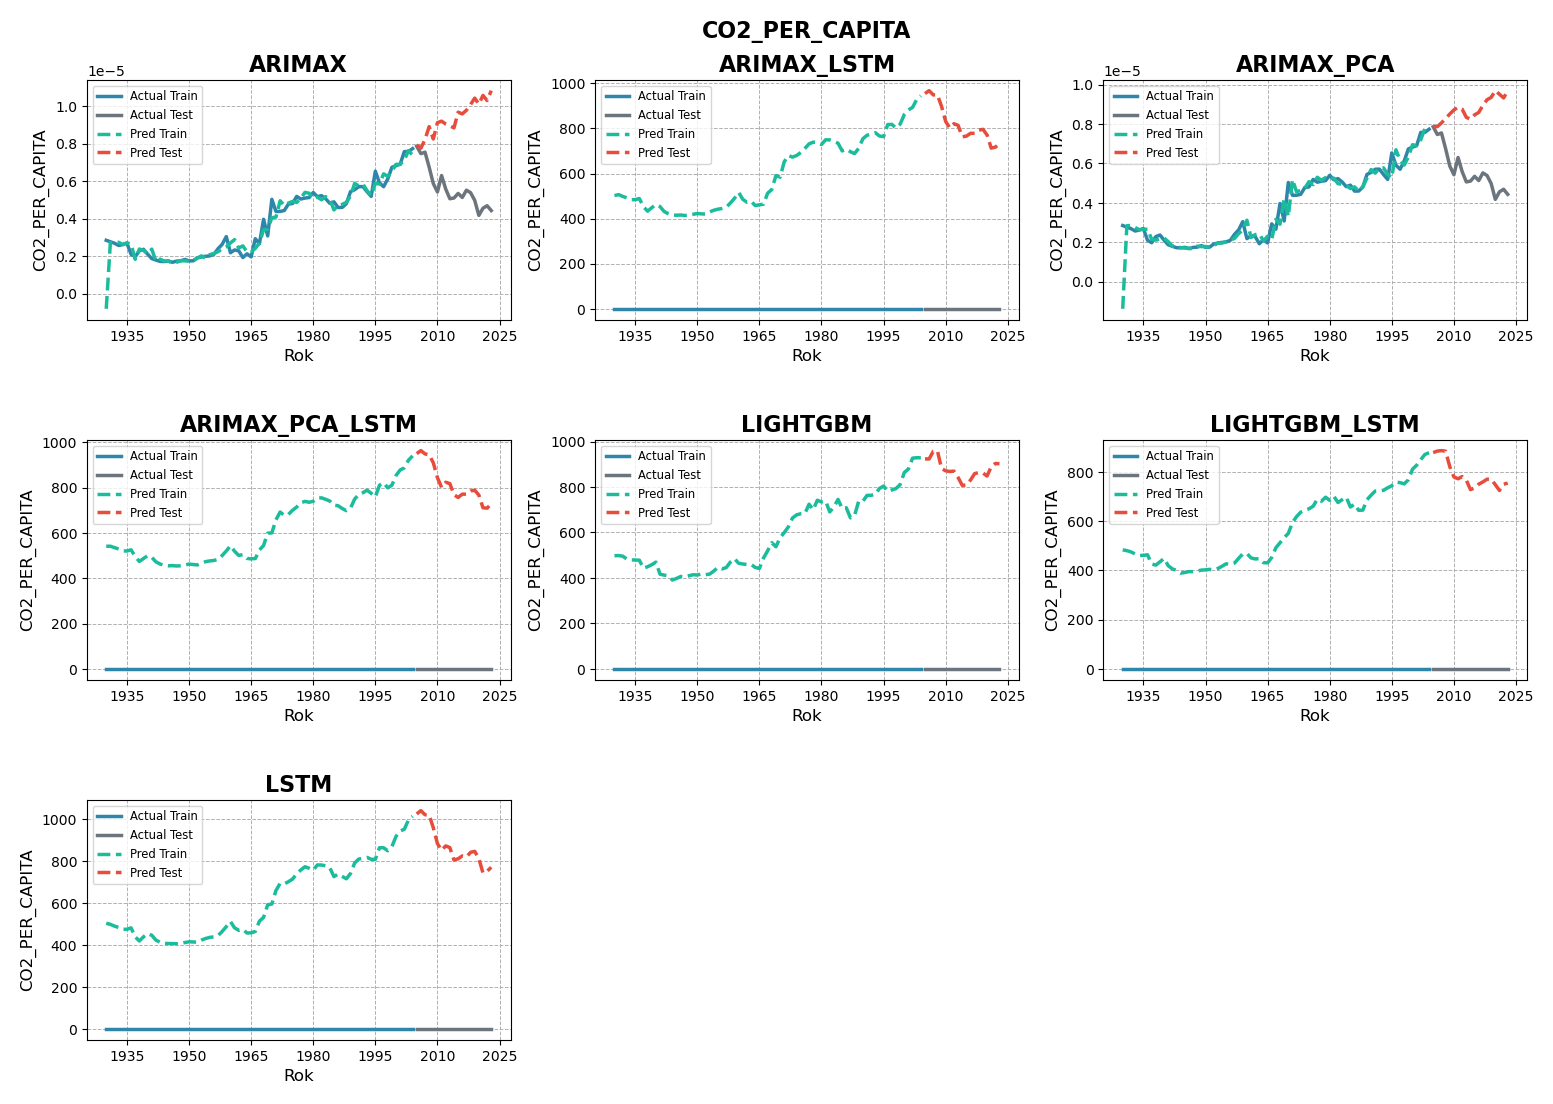 CO2_PER_CAPITA
ARIMAX
1e−5
CO2_PER_CAPITA
1.0
0.8
0.6
0.4
0.2
0.0
Actual Train
Actual Test
Pred Train
Pred Test
1935 1950 1965 1980 1995 2010 2025
Rok
ARIMAX_LSTM
CO2_PER_CAPITA
1000
800
600
400
200
0
Actual Train
Actual Test
Pred Train
Pred Test
1935 1950 1965 1980 1995 2010 2025
Rok
ARIMAX_PCA
1e−5
CO2_PER_CAPITA
1.0
0.8
0.6
0.4
0.2
0.0
Actual Train
Actual Test
Pred Train
Pred Test
1935 1950 1965 1980 1995 2010 2025
Rok
ARIMAX_PCA_LSTM
CO2_PER_CAPITA
1000
800
600
400
200
0
Actual Train
Actual Test
Pred Train
Pred Test
1935 1950 1965 1980 1995 2010 2025
Rok
LIGHTGBM
CO2_PER_CAPITA
1000
800
600
400
200
0
Actual Train
Actual Test
Pred Train
Pred Test
1935 1950 1965 1980 1995 2010 2025
Rok
LIGHTGBM_LSTM
CO2_PER_CAPITA
800
600
400
200
0
Actual Train
Actual Test
Pred Train
Pred Test
1935 1950 1965 1980 1995 2010 2025
Rok
LSTM
CO2_PER_CAPITA
1000
800
600
400
200
0
Actual Train
Actual Test
Pred Train
Pred Test
1935 1950 1965 1980 1995 2010 2025
Rok